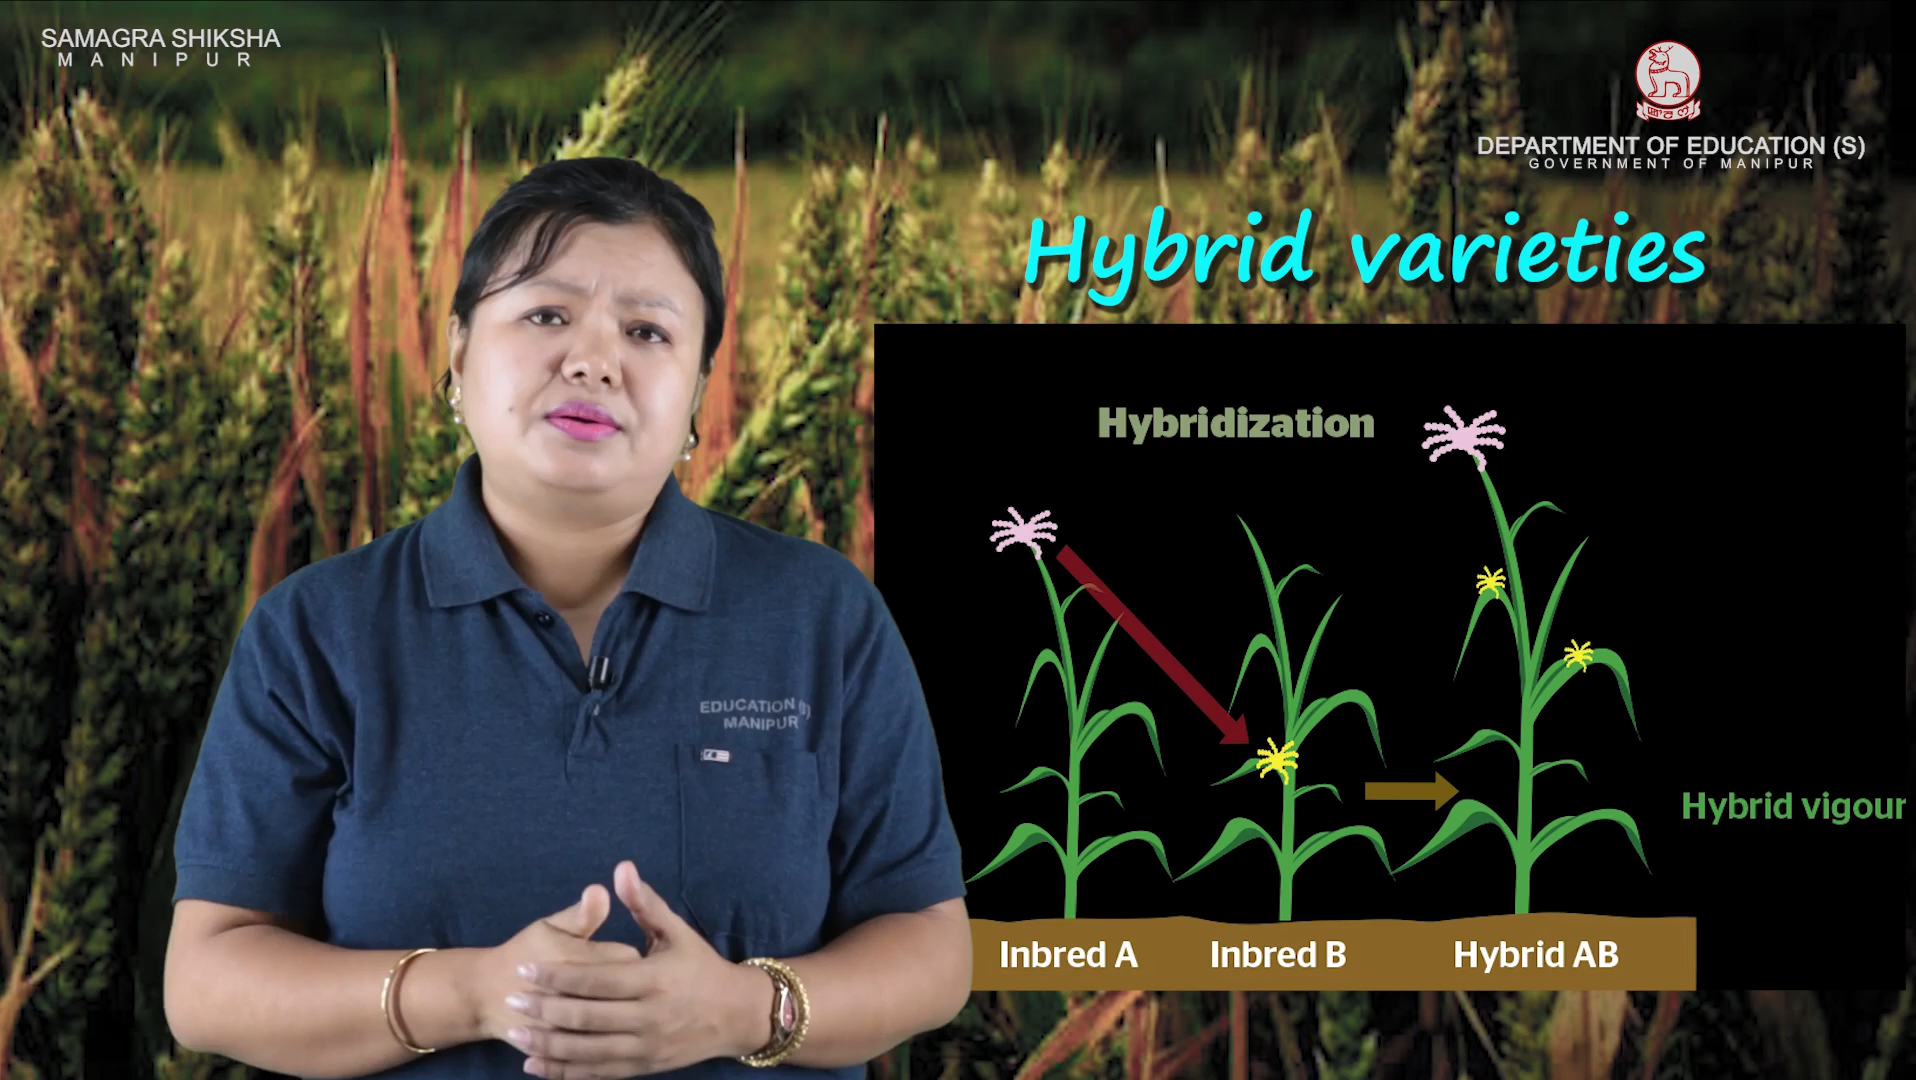 SAMAGRA SHIKSHA
MANIPUR
DEPARTMENT OF EDUCATION (S)
GOVERNMENT OF MANIPUR
Hybrid varieties
Hybridization
EDUCATION (S)
MANIPUR
Hybrid vigour
Inbred A
Inbred B
Hybrid AB